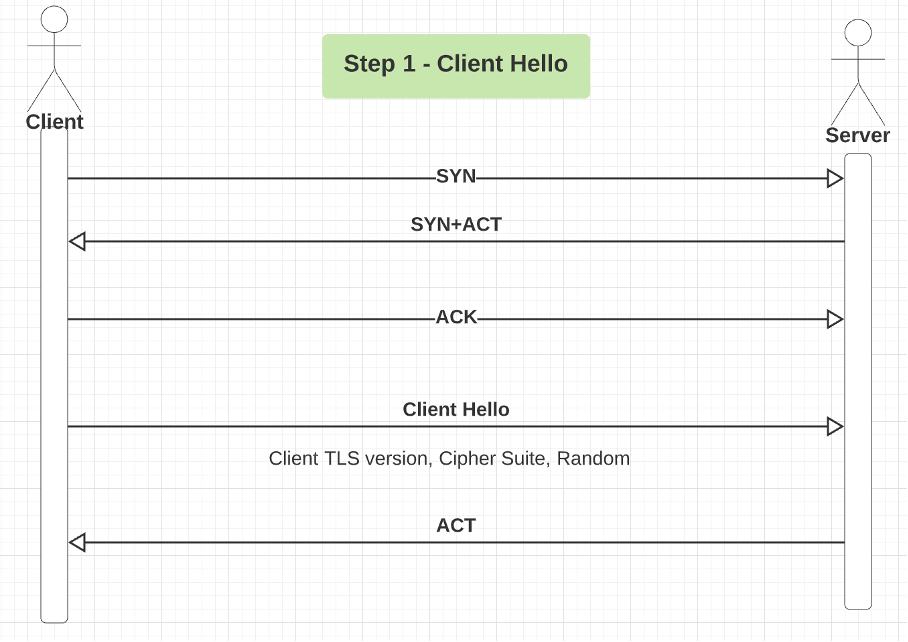 Step 1 - Client Hello
Client
Server
SYN
SYN+ACT
ACK
Client Hello
Client TLS version, Cipher Suite, Random
ACT